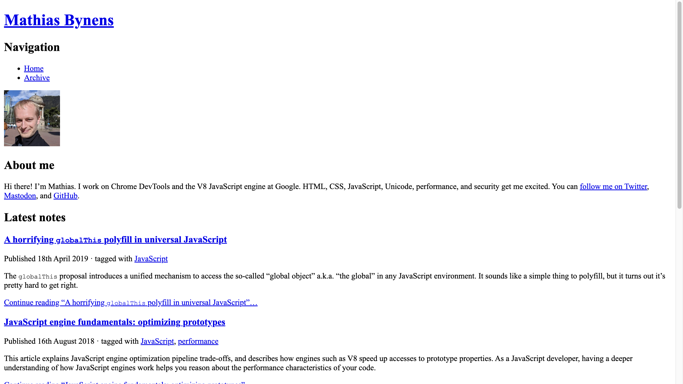 Mathias Bynens
Navigation
Home
Archive
About me
Hi there! I’m Mathias. I work on Chrome DevTools and the V8 JavaScript engine at Google. HTML, CSS, JavaScript, Unicode, performance, and security get me excited. You can follow me on Twitter,
Mastodon, and GitHub.
Latest notes
A horrifying globalThis polyfill in universal JavaScript
Published 18th April 2019 · tagged with JavaScript
The globalThis proposal introduces a unified mechanism to access the so-called “global object” a.k.a. “the global” in any JavaScript environment. It sounds like a simple thing to polyfill, but it turns out it’s
pretty hard to get right.
Continue reading “A horrifying globalThis polyfill in universal JavaScript”…
JavaScript engine fundamentals: optimizing prototypes
Published 16th August 2018 · tagged with JavaScript, performance
This article explains JavaScript engine optimization pipeline trade-offs, and describes how engines such as V8 speed up accesses to prototype properties. As a JavaScript developer, having a deeper
understanding of how JavaScript engines work helps you reason about the performance characteristics of your code.